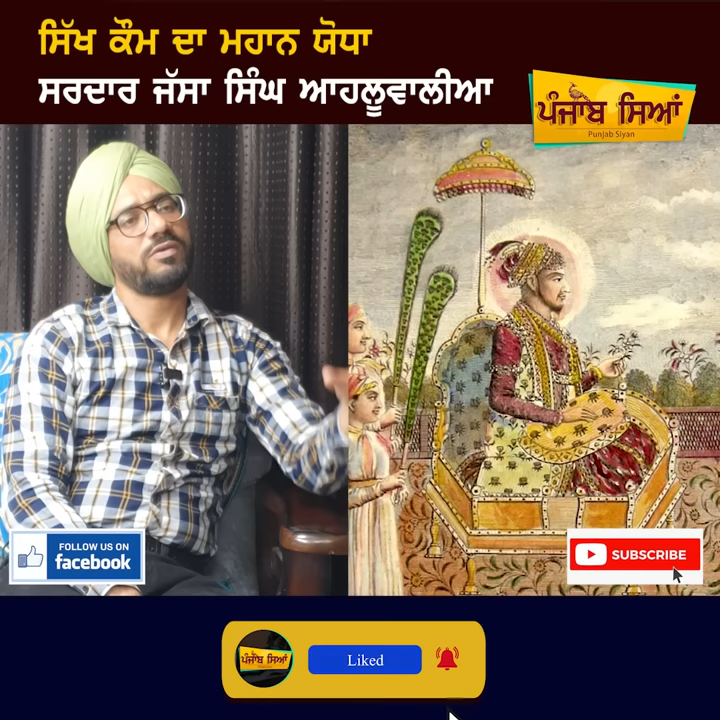 ਸਿੱਖ ਕੌਮ ਦਾ ਮਹਾਨ ਯੋਧਾ
ਸਰਦਾਰ ਜੱਸਾ ਸਿੰਘ ਆਹਲੂਵਾਲੀਆ
ਪੰਜਾਬ ਸਿਆਂ
Punjab Siyan
FOLLOW US ON
facebook
SUBSCRIBE
ਪੰਜਾਬ ਸਿਆਂ
Liked